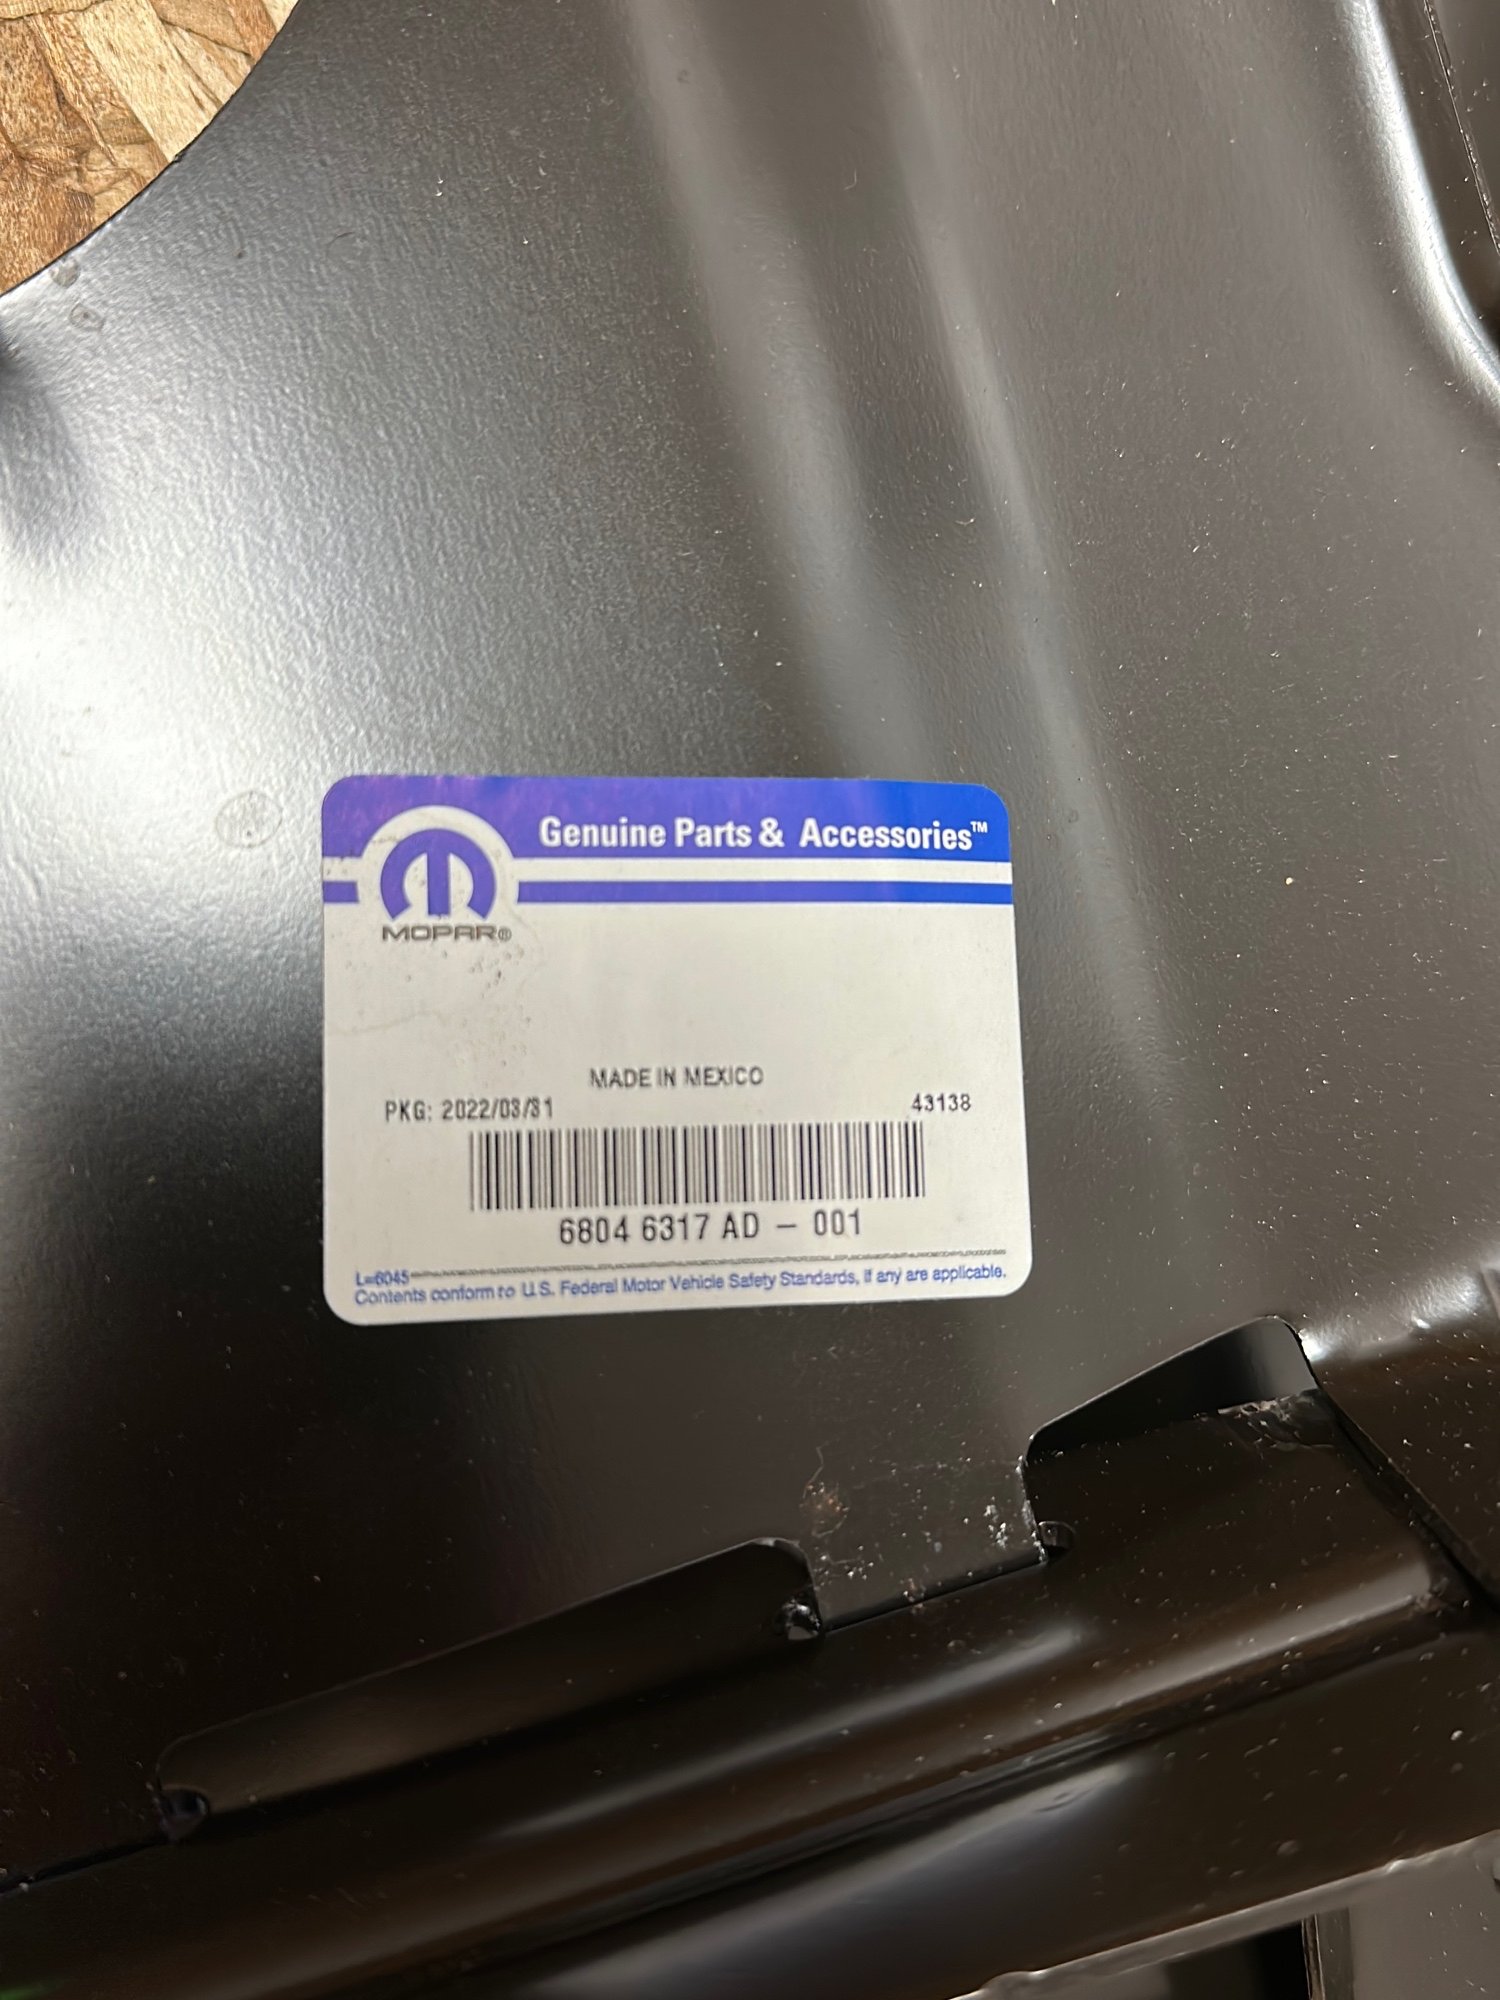 Genuine Parts & Accessories™
MOPAR®
MADE IN MEXICO
PKG: 2022/03/31
43138
6804 6317 AD – 001
L=6045
Contents conform to U.S. Federal Motor Vehicle Safety Standards, if any are applicable.